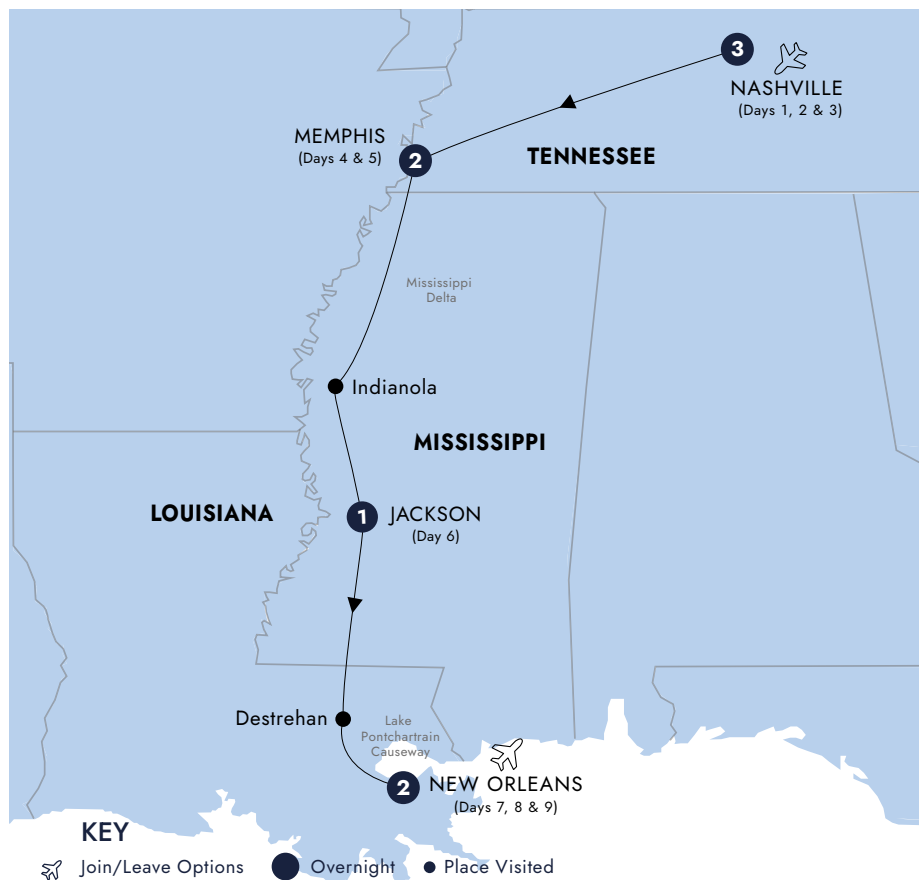 3
NASHVILLE
(Days 1, 2 & 3)
MEMPHIS
(Days 4 & 5)
2
TENNESSEE
Mississippi
Delta
Indianola
MISSISSIPPI
LOUISIANA
1
JACKSON
(Day 6)
Destrehan
Lake
Pontchartrain
Causeway
2
NEW ORLEANS
(Days 7, 8 & 9)
KEY
Join/Leave Options
Overnight
Place Visited